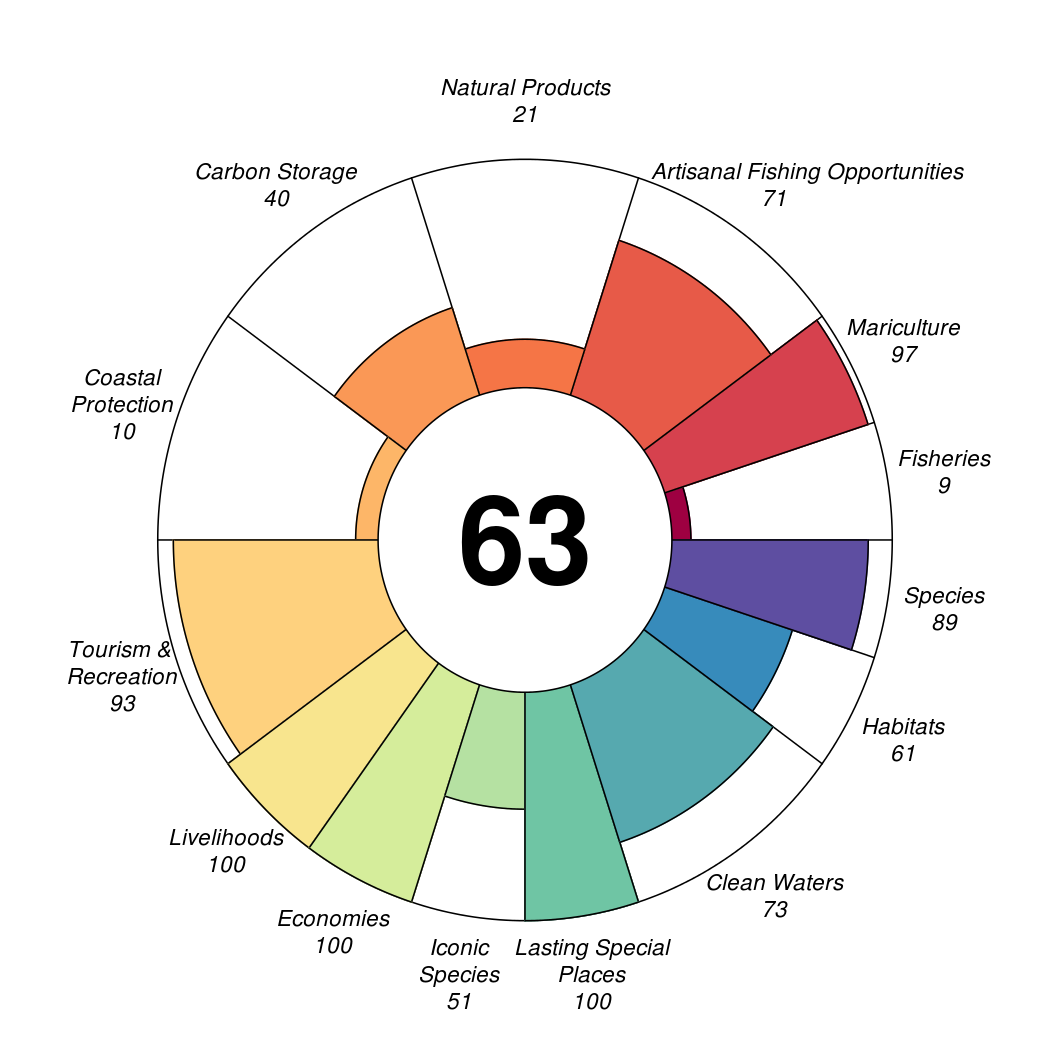 Natural Products
21
Artisanal Fishing Opportunities
71
Carbon Storage
40
Mariculture
97
Coastal
Protection
10
Fisheries
9
63
Species
89
Tourism &
Recreation
93
Habitats
61
Livelihoods
100
Clean Waters
73
Economies
100
Iconic
Species
51
Lasting Special
Places
100